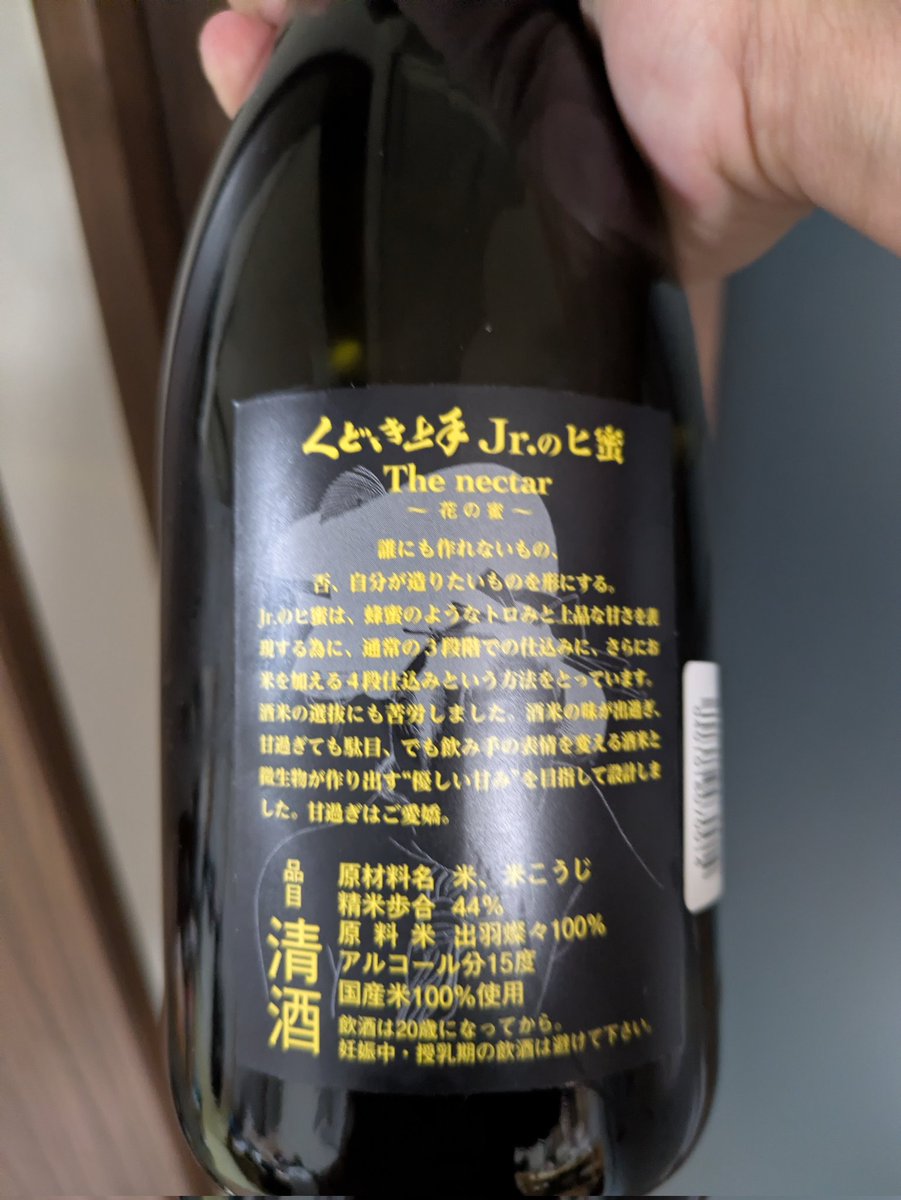 くどき上手 Jr.のヒ蜜
The nectar
～花の蜜～
誰にも作れないもの、
否、自分が造りたいものを形にする。
Jr.のヒ蜜は、蜂蜜のようなトロみと上品な甘さを表
現する為に、通常の3段階での仕込みに、さらにお
米を加える4段仕込みという方法をとっています。
酒米の選抜にも苦労しました。酒米の味が出過ぎ、
甘過ぎても駄目、でも飲み手の表情を変える酒米と
微生物が作り出す“優しい甘み”を目指して設計しま
した。甘過ぎはご愛嬌。
品目
清酒
原材料名 米、米こうじ
精米歩合 44%
原料米 出羽燦々100%
アルコール分15度
国産米100%使用
飲酒は20歳になってから。
妊娠中・授乳期の飲酒は避けて下さい。